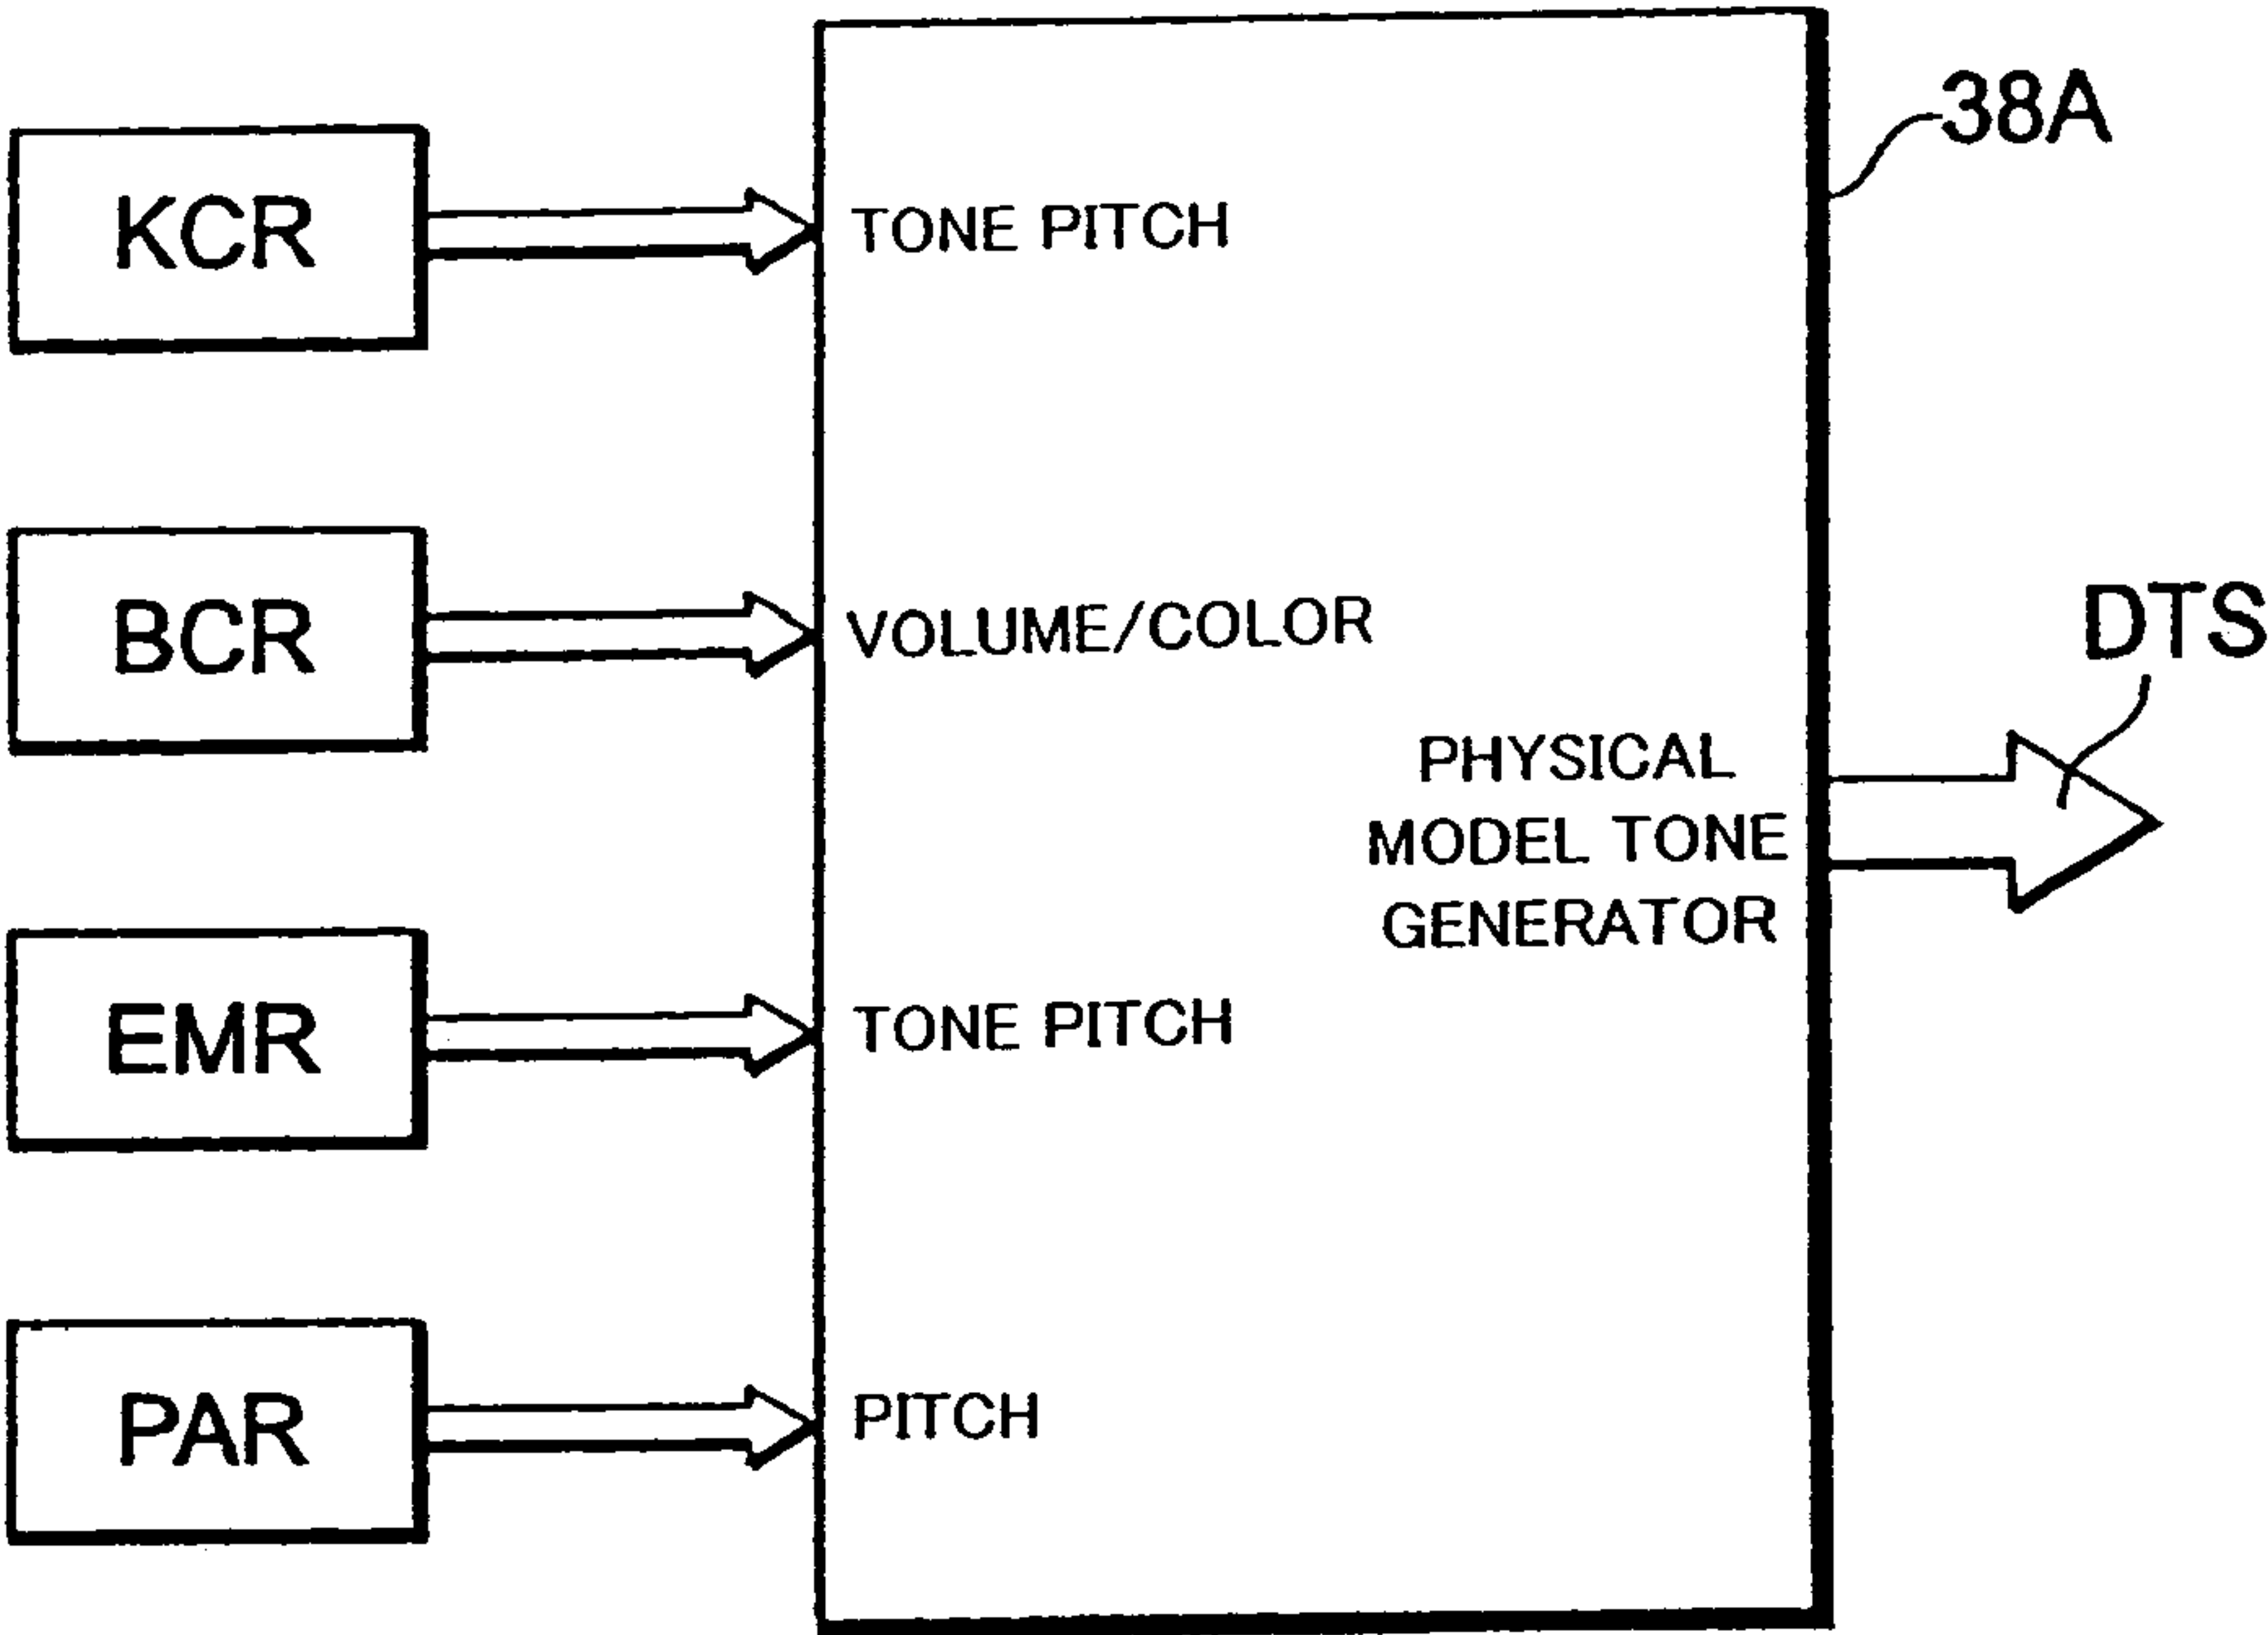 38A
KCR
TONE PITCH
BCR
VOLUME/COLOR
DTS
PHYSICAL
MODEL TONE
GENERATOR
EMR
TONE PITCH
PAR
PITCH